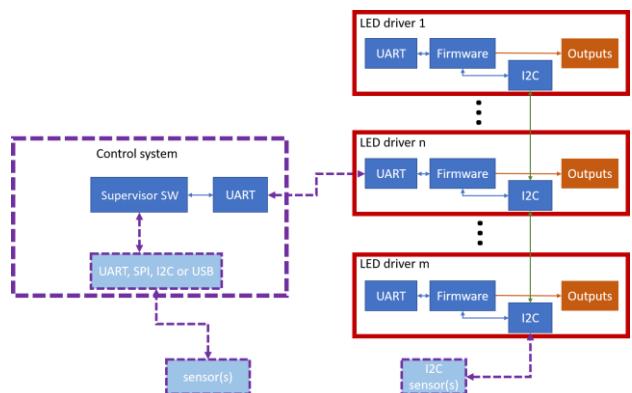 LED driver 1
UART
Firmware
Outputs
I2C
LED driver n
UART
Firmware
Outputs
I2C
Control system
Supervisor SW
UART
UART, SPI, I2C or USB
sensor(s)
LED driver m
UART
Firmware
Outputs
I2C
I2C
sensor(s)